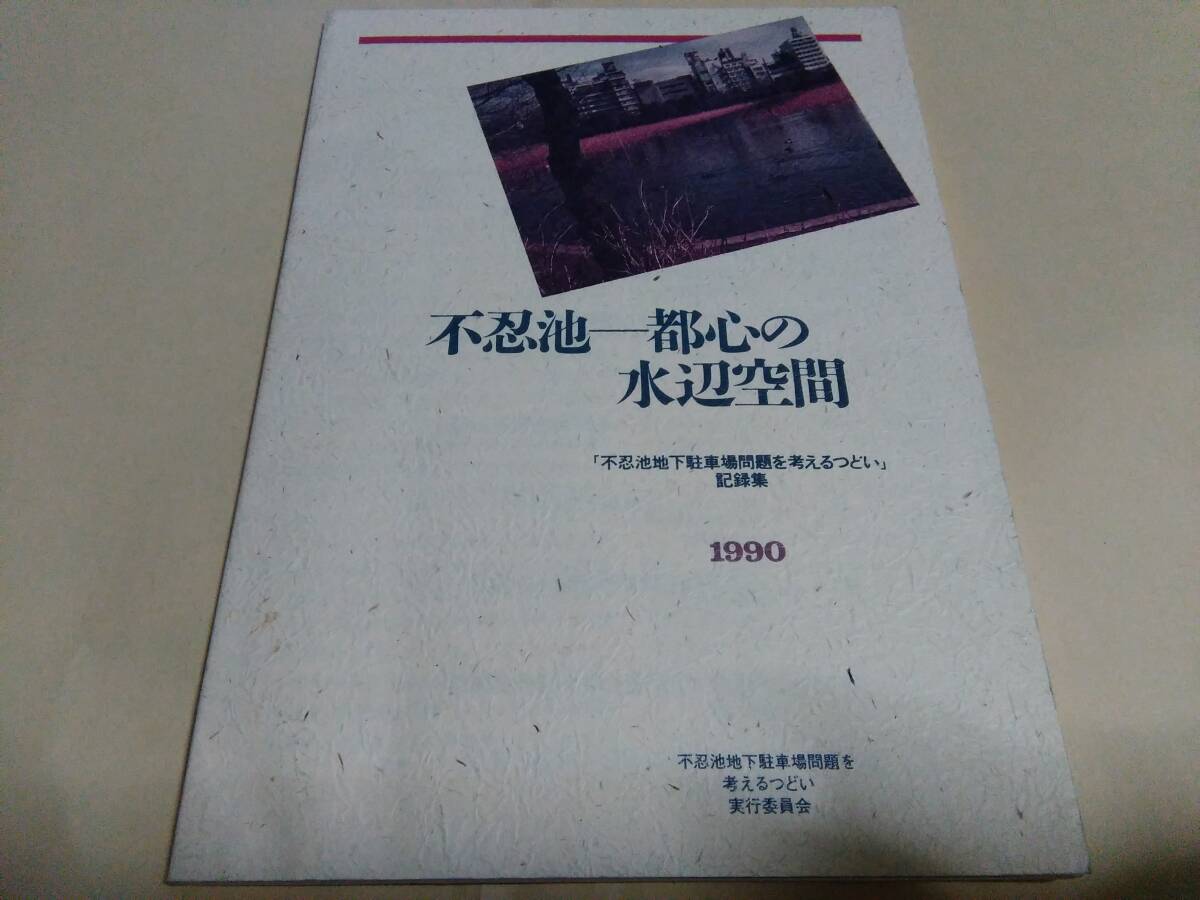 不忍池―都心の
水辺空間
「不忍池地下駐車場問題を考えるつどい」
記録集
1990
不忍池地下駐車場問題を
考えるつどい
実行委員会